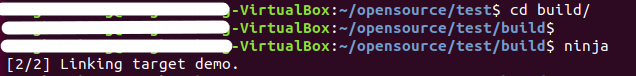 g-VirtualBox:~/opensource/test$ cd build/
g-VirtualBox:~/opensource/test/build$
g-VirtualBox:~/opensource/test/build$ ninja
[2/2] Linking target demo.